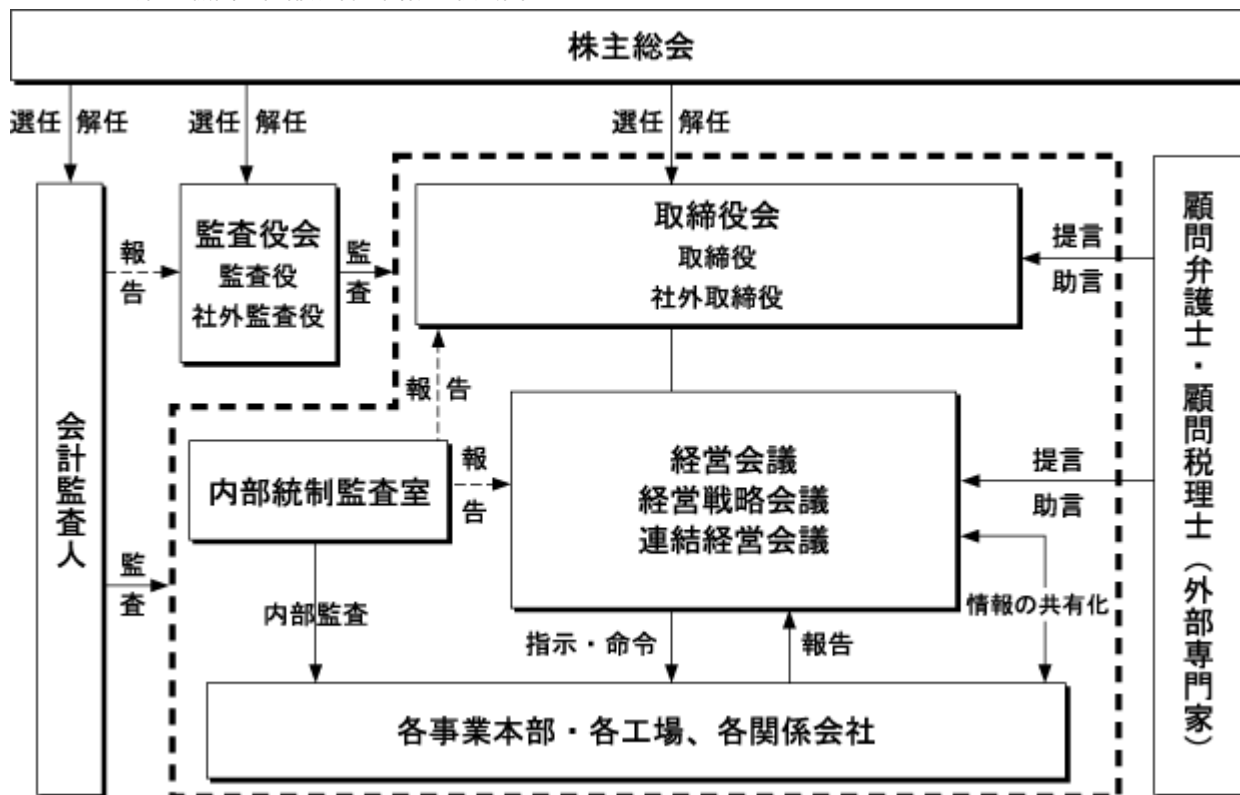 株主総会
選任 解任
選任 解任
選任 解任
監査役会
監査役
社外監査役
報告
監査
取締役会
取締役
社外取締役
提言
助言
顧問弁護士・顧問税理士（外部専門家）
会計監査人
報告
内部統制監査室
報告
経営会議
経営戦略会議
連結経営会議
提言
助言
監査
内部監査
指示・命令
報告
情報の共有化
各事業本部・各工場、各関係会社